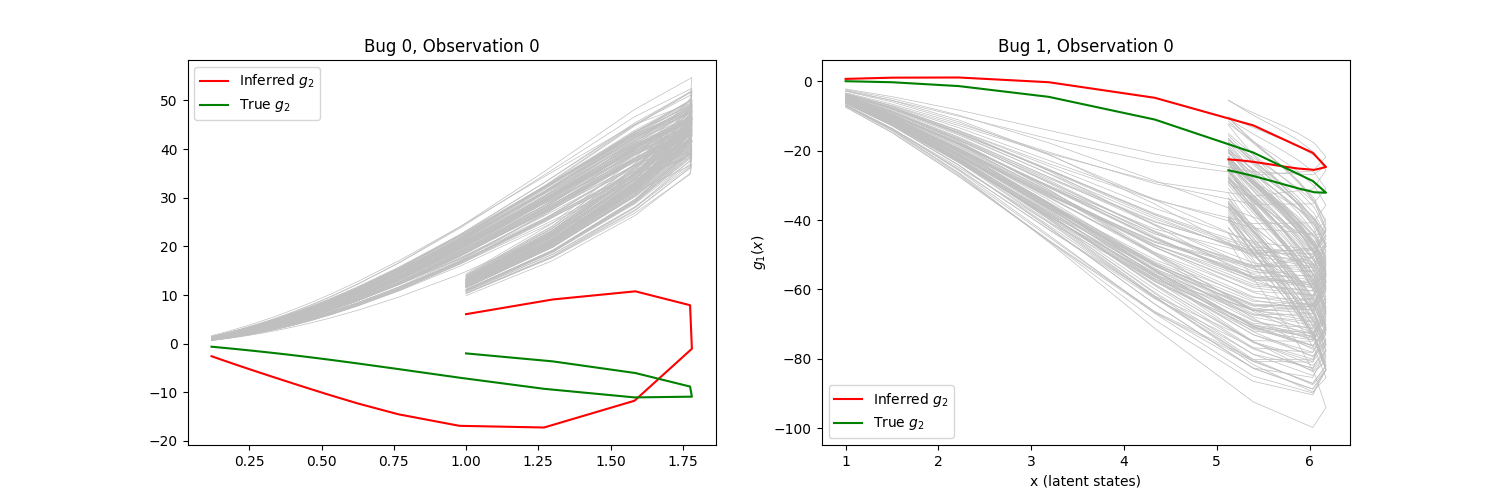 Bug 0, Observation 0
Inferred g₂
True g₂
50
40
30
20
10
0
−10
−20
0.25 0.50 0.75 1.00 1.25 1.50 1.75
Bug 1, Observation 0
g₁(x)
0
−20
−40
−60
−80
−100
Inferred g₂
True g₂
1 2 3 4 5 6
x (latent states)